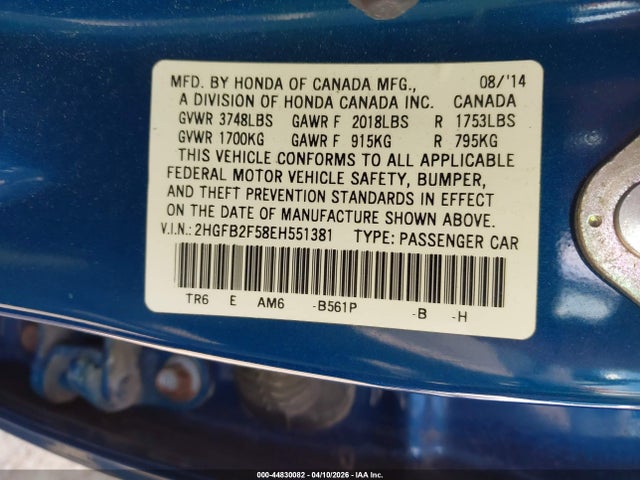 MFD. BY HONDA OF CANADA MFG., 08/'14
A DIVISION OF HONDA CANADA INC. CANADA
GVWR 3748LBS GAWR F 2018LBS R 1753LBS
GVWR 1700KG GAWR F 915KG R 795KG
THIS VEHICLE CONFORMS TO ALL APPLICABLE
FEDERAL MOTOR VEHICLE SAFETY, BUMPER,
AND THEFT PREVENTION STANDARDS IN EFFECT
ON THE DATE OF MANUFACTURE SHOWN ABOVE.
V.I.N.: 2HGFB2F58EH551381 TYPE: PASSENGER CAR
TR6 E AM6 -B561P -B -H
000-44830082 - 04/10/2026 - IAA Inc.